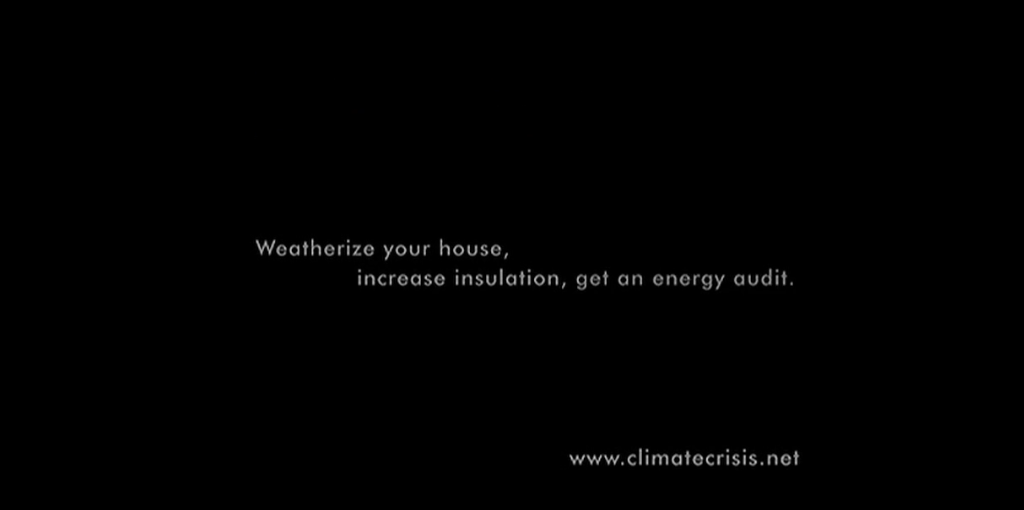 Weatherize your house,
increase insulation, get an energy audit.
www.climatecrisis.net